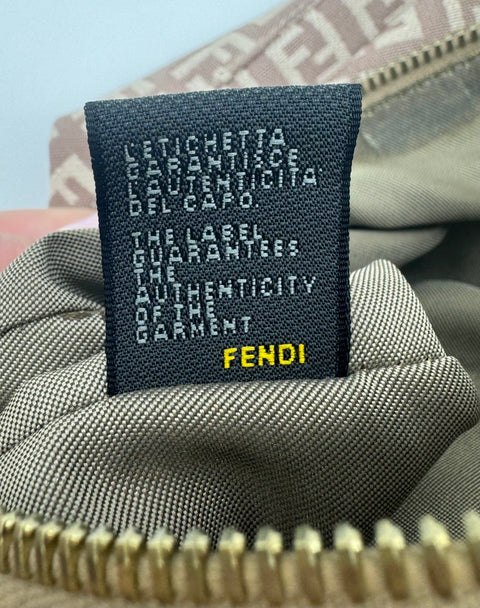 L'ETICHETTA
GARANTISCE
L'AUTENTICITA
DEL CAPO.
THE LABEL
GUARANTEES
THE
AUTHENTICITY
OF THE
GARMENT
FENDI